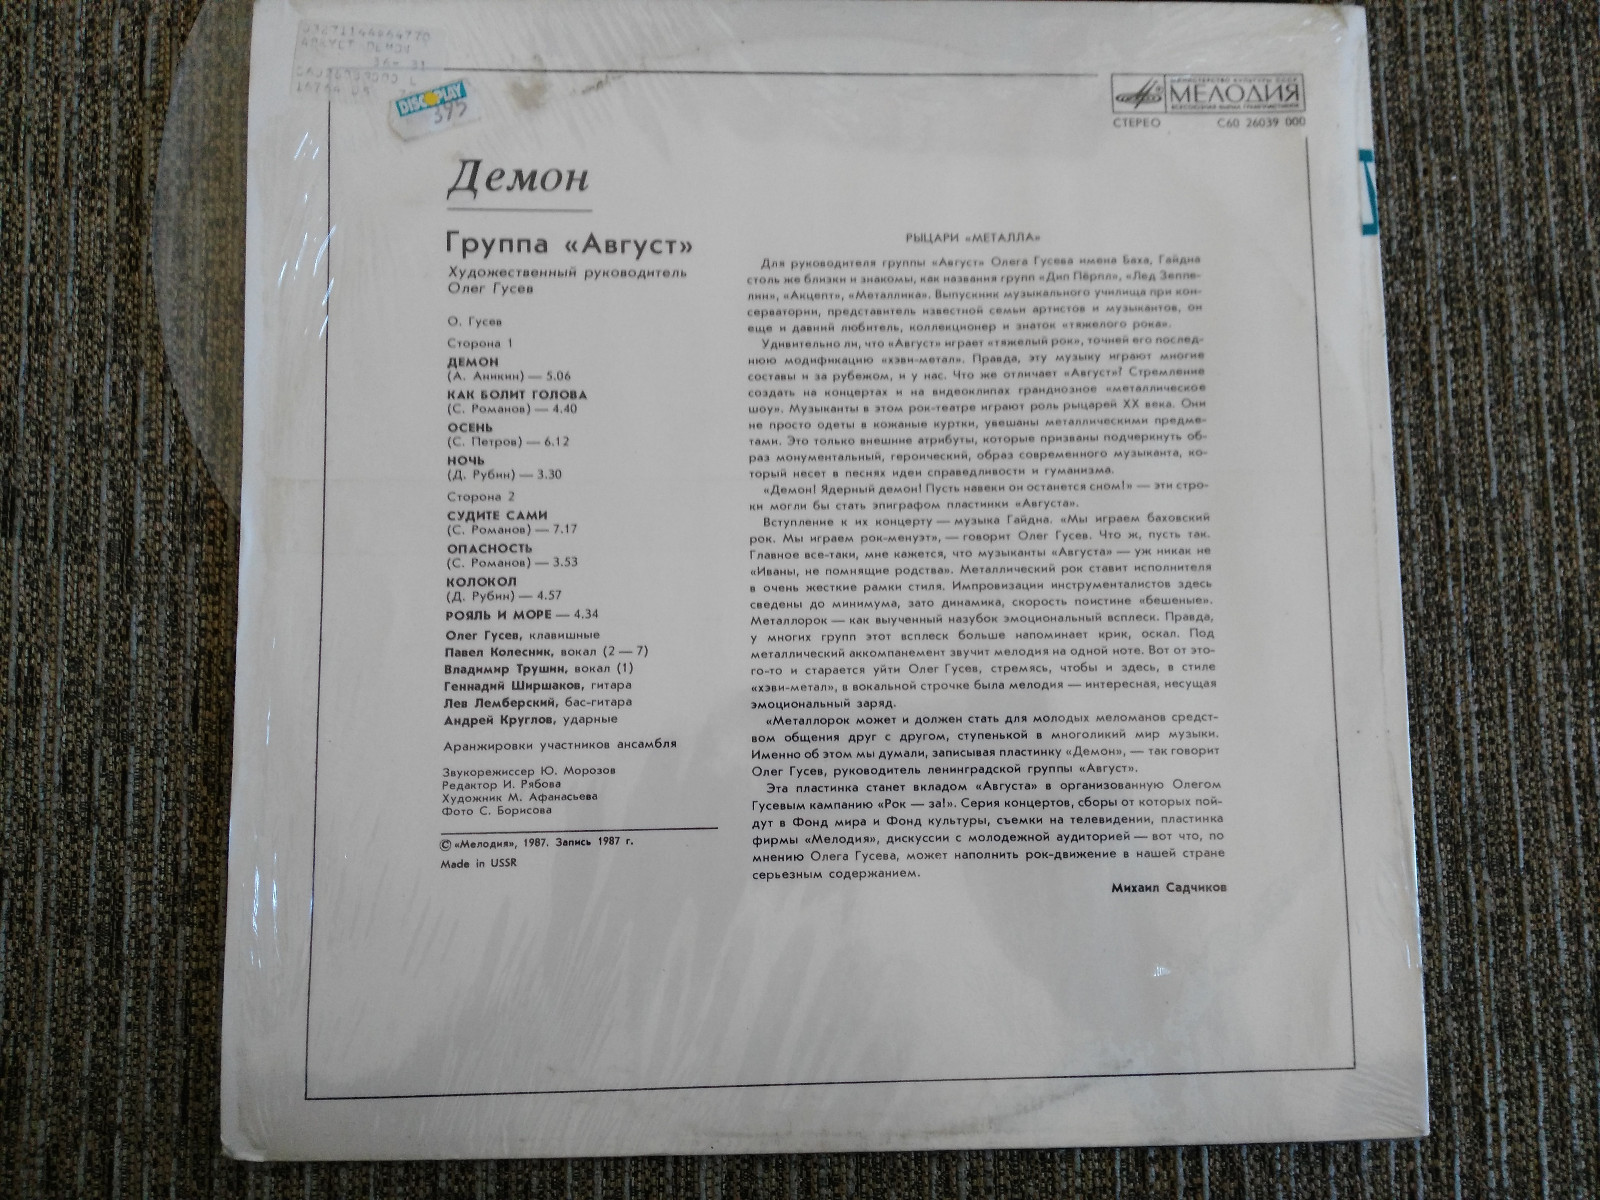 DISCOPLAY
395
МИНИСТЕРСТВО КУЛЬТУРЫ СССР
МЕЛОДИЯ
ВСЕСОЮЗНАЯ ФИРМА ГРАМПЛАСТИНОК
СТЕРЕО С60 26039 000
Демон
Группа «Август»
Художественный руководитель
Олег Гусев
О. Гусев
Сторона 1
ДЕМОН
(А. Аникин) — 5.06
КАК БОЛИТ ГОЛОВА
(С. Романов) — 4.40
ОСЕНЬ
(С. Петров) — 6.12
НОЧЬ
(Д. Рубин) — 3.30
Сторона 2
СУДИТЕ САМИ
(С. Романов) — 7.17
ОПАСНОСТЬ
(С. Романов) — 3.53
КОЛОКОЛ
(Д. Рубин) — 4.57
РОЯЛЬ И МОРЕ — 4.34
Олег Гусев, клавишные
Павел Колесник, вокал (2 — 7)
Владимир Трушин, вокал (1)
Геннадий Ширшаков, гитара
Лев Лемберский, бас-гитара
Андрей Круглов, ударные
Аранжировки участников ансамбля
Звукорежиссер Ю. Морозов
Редактор И. Рябова
Художник М. Афанасьева
Фото С. Борисова
© «Мелодия», 1987. Запись 1987 г.
Made in USSR
РЫЦАРИ «МЕТАЛЛА»
Для руководителя группы «Август» Олега Гусева имена Баха, Гайдна
столь же близки и знакомы, как названия групп «Дип Пёрпл», «Лед Зеппе-
лин», «Акцепт», «Металлика». Выпускник музыкального училища при кон-
серватории, представитель известной семьи артистов и музыкантов, он
еще и давний любитель, коллекционер и знаток «тяжелого рока».
Удивительно ли, что «Август» играет «тяжелый рок», точней его послед-
нюю модификацию «хэви-метал». Правда, эту музыку играют многие
составы и за рубежом, и у нас. Что же отличает «Август»? Стремление
создать на концертах и на видеоклипах грандиозное «металлическое
шоу». Музыканты в этом рок-театре играют роль рыцарей XX века. Они
не просто одеты в кожаные куртки, увешаны металлическими предме-
тами. Это только внешние атрибуты, которые призваны подчеркнуть об-
раз монументальный, героический, образ современного музыканта, ко-
торый несет в песнях идеи справедливости и гуманизма.
«Демон! Ядерный демон! Пусть навеки он останется сном!» — эти стро-
ки могли бы стать эпиграфом пластинки «Августа».
Вступление к их концерту — музыка Гайдна. «Мы играем баховский
рок. Мы играем рок-менуэт», — говорит Олег Гусев. Что ж, пусть так.
Главное все-таки, мне кажется, что музыканты «Августа» — уж никак не
«Иваны, не помнящие родства». Металлический рок ставит исполнителя
в очень жесткие рамки стиля. Импровизации инструменталистов здесь
сведены до минимума, зато динамика, скорость поистине «бешеные».
Металлорок — как выученный назубок эмоциональный всплеск. Правда,
у многих групп этот всплеск больше напоминает крик, оскал. Под
металлический аккомпанемент звучит мелодия на одной ноте. Вот от это-
го-то и старается уйти Олег Гусев, стремясь, чтобы и здесь, в стиле
«хэви-метал», в вокальной строчке была мелодия — интересная, несущая
эмоциональный заряд.
«Металлорок может и должен стать для молодых меломанов средст-
вом общения друг с другом, ступенькой в многоликий мир музыки.
Именно об этом мы думали, записывая пластинку «Демон», — так говорит
Олег Гусев, руководитель ленинградской группы «Август».
Эта пластинка станет вкладом «Августа» в организованную Олегом
Гусевым кампанию «Рок — за!». Серия концертов, сборы от которых пой-
дут в Фонд мира и Фонд культуры, съемки на телевидении, пластинка
фирмы «Мелодия», дискуссии с молодежной аудиторией — вот что, по
мнению Олега Гусева, может наполнить рок-движение в нашей стране
серьезным содержанием.
Михаил Садчиков